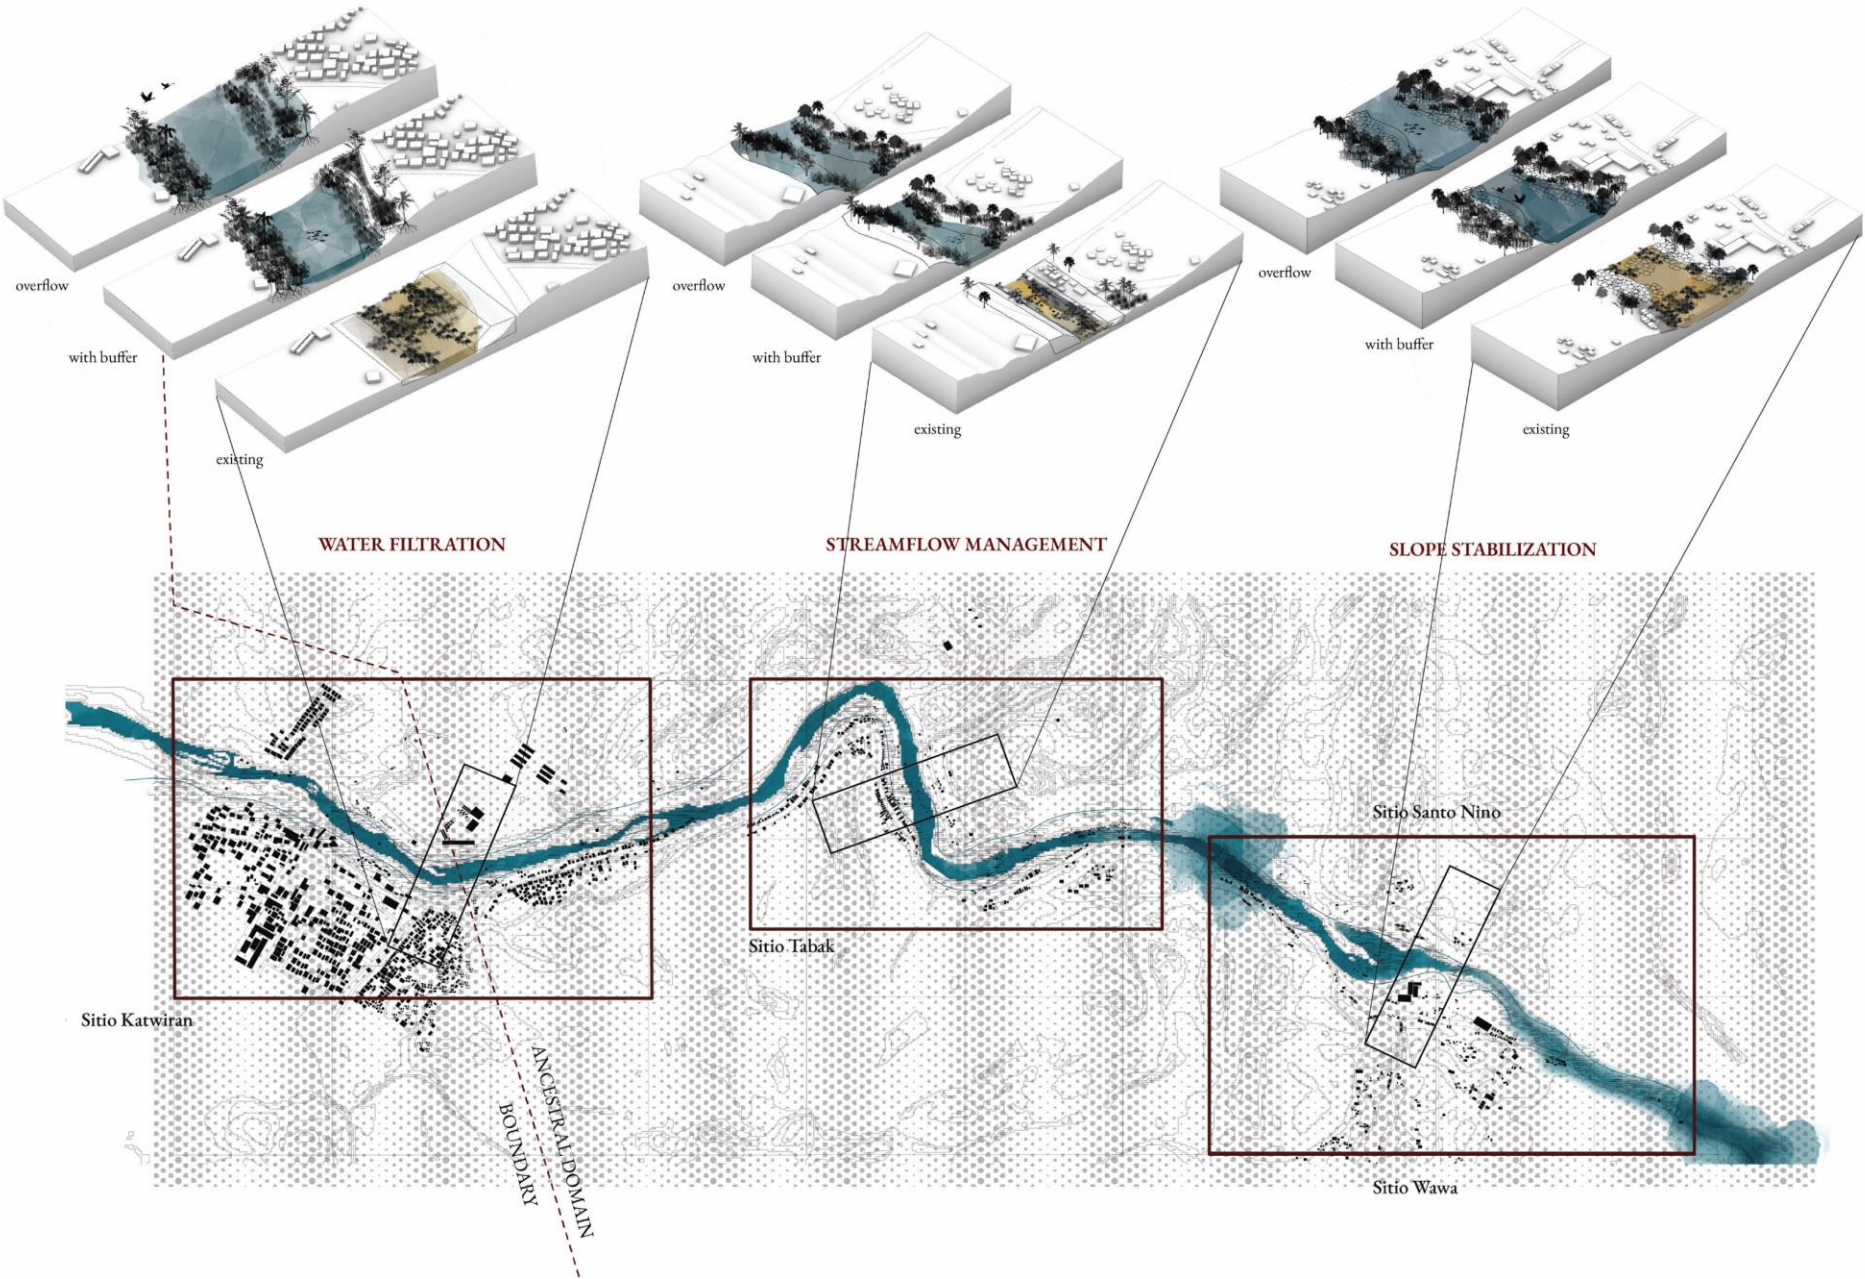 overflow
with buffer
existing
overflow
with buffer
existing
overflow
with buffer
existing
WATER FILTRATION
STREAMFLOW MANAGEMENT
SLOPE STABILIZATION
Sitio Santo Nino
Sitio Tabak
Sitio Katwiran
ANCESTRAL DOMAIN
BOUNDARY
Sitio Wawa